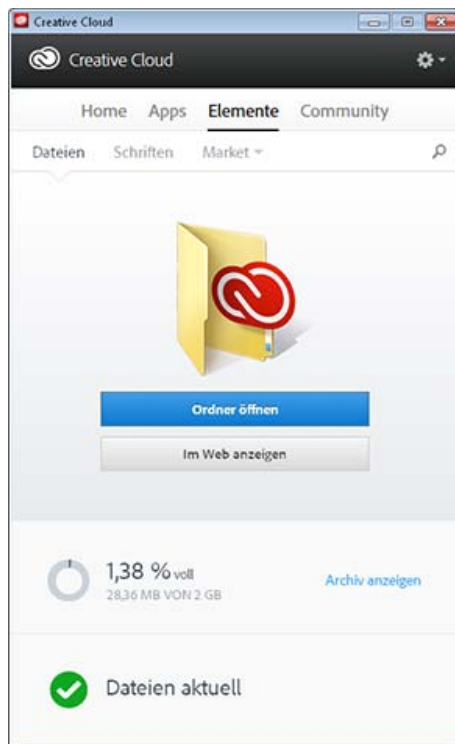 Creative Cloud
Creative Cloud
Home Apps Elemente Community
Dateien Schriften Market
Ordner öffnen
Im Web anzeigen
1,38 % voll
28,36 MB VON 2 GB
Archiv anzeigen
Dateien aktuell